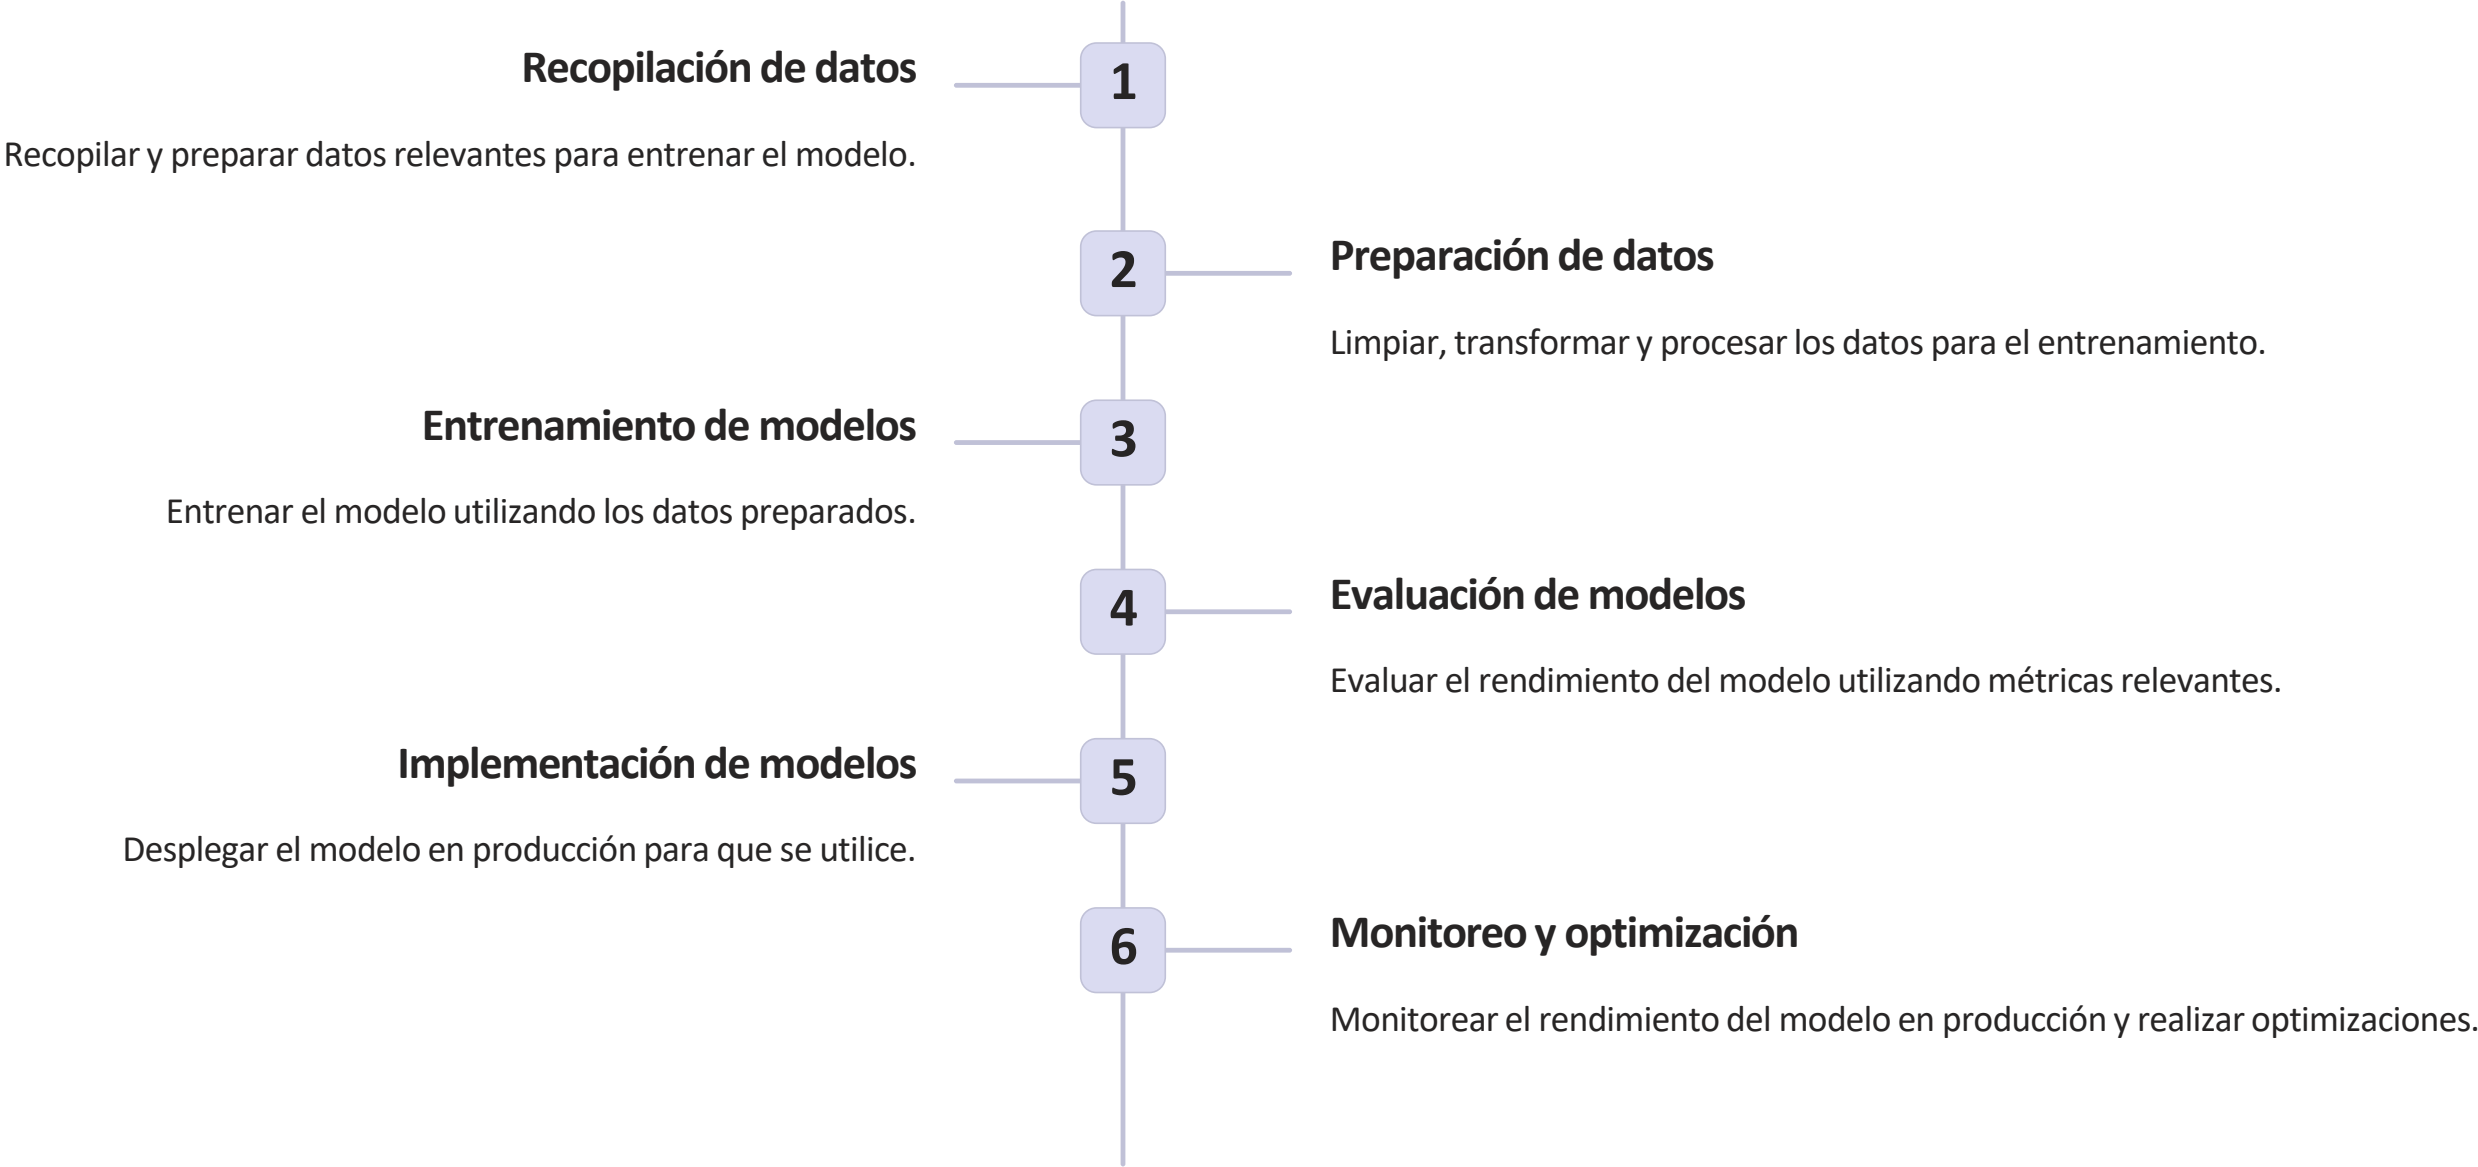 Recopilación de datos
1
Recopilar y preparar datos relevantes para entrenar el modelo.
2
Preparación de datos
Limpiar, transformar y procesar los datos para el entrenamiento.
Entrenamiento de modelos
3
Entrenar el modelo utilizando los datos preparados.
4
Evaluación de modelos
Evaluar el rendimiento del modelo utilizando métricas relevantes.
Implementación de modelos
5
Desplegar el modelo en producción para que se utilice.
6
Monitoreo y optimización
Monitorear el rendimiento del modelo en producción y realizar optimizaciones.